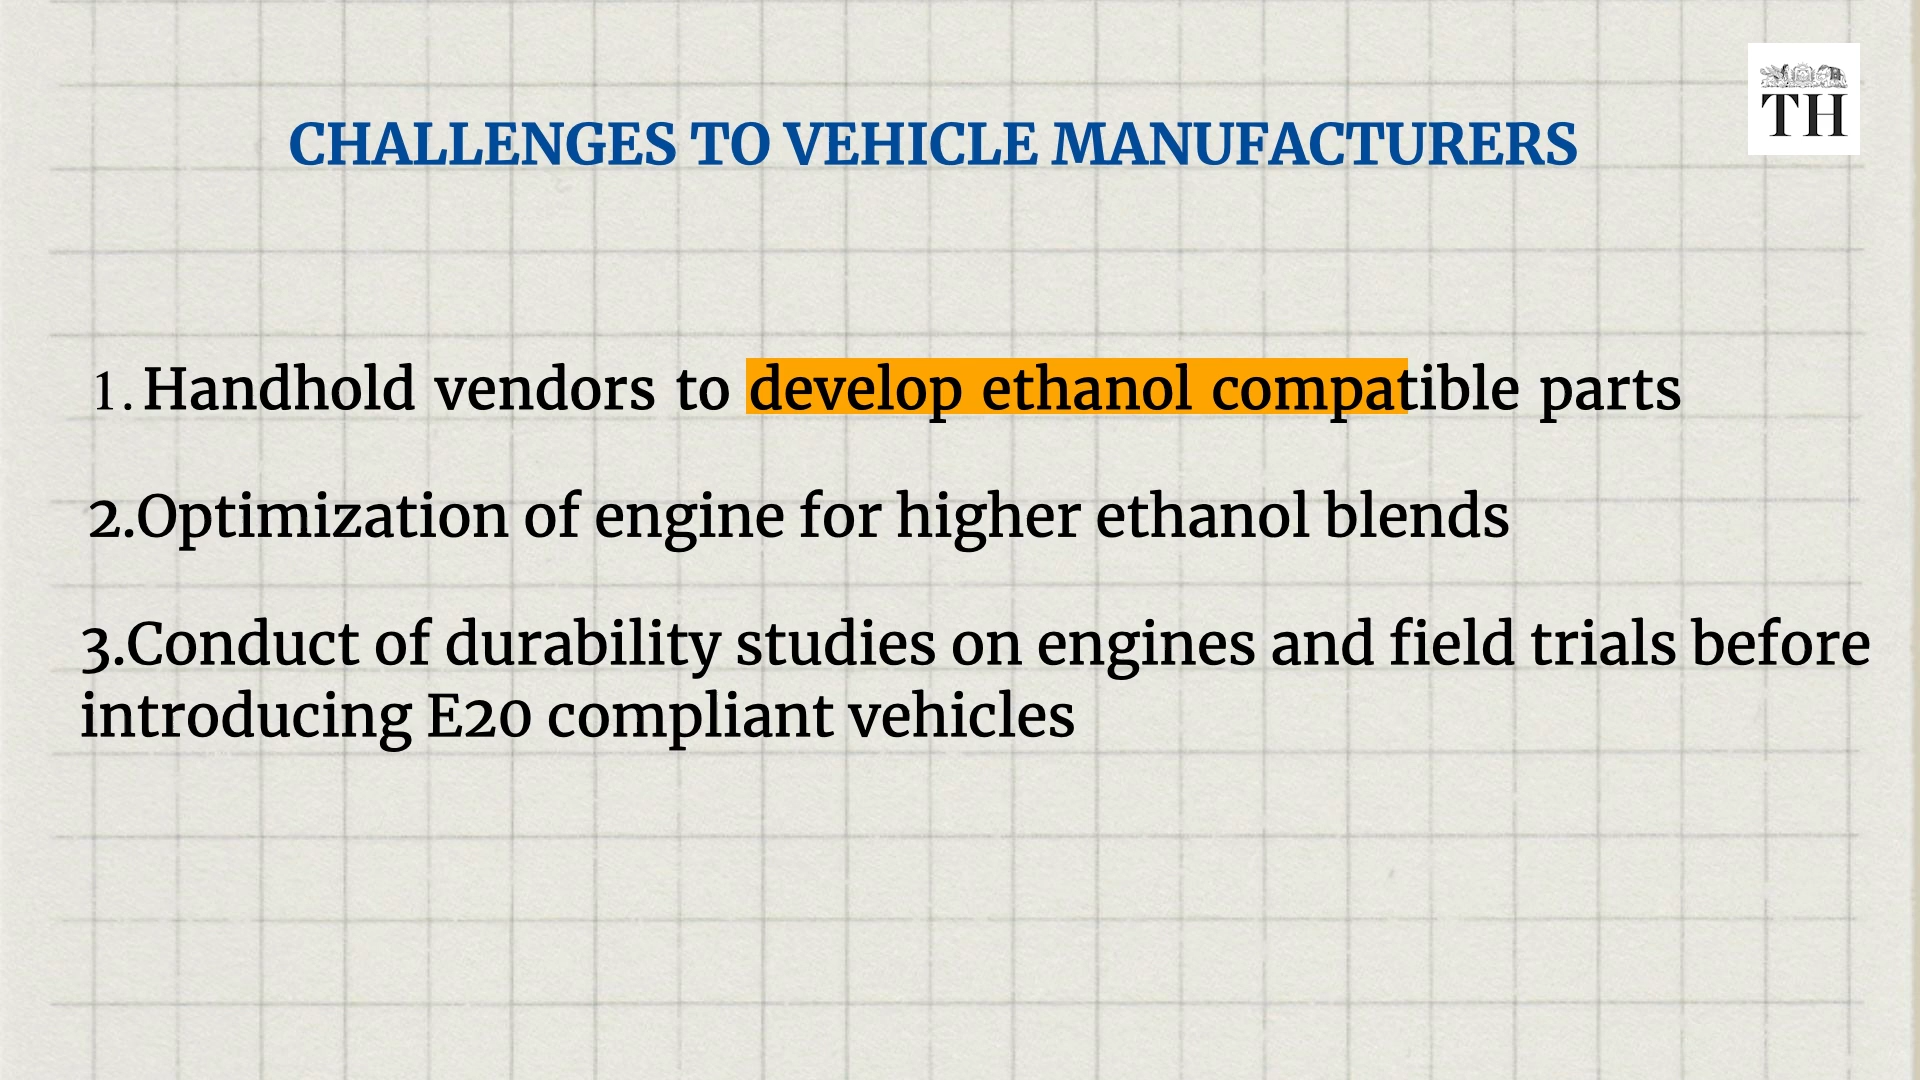 CHALLENGES TO VEHICLE MANUFACTURERS
TH
1. Handhold vendors to develop ethanol compatible parts
2.Optimization of engine for higher ethanol blends
3.Conduct of durability studies on engines and field trials before
introducing E20 compliant vehicles